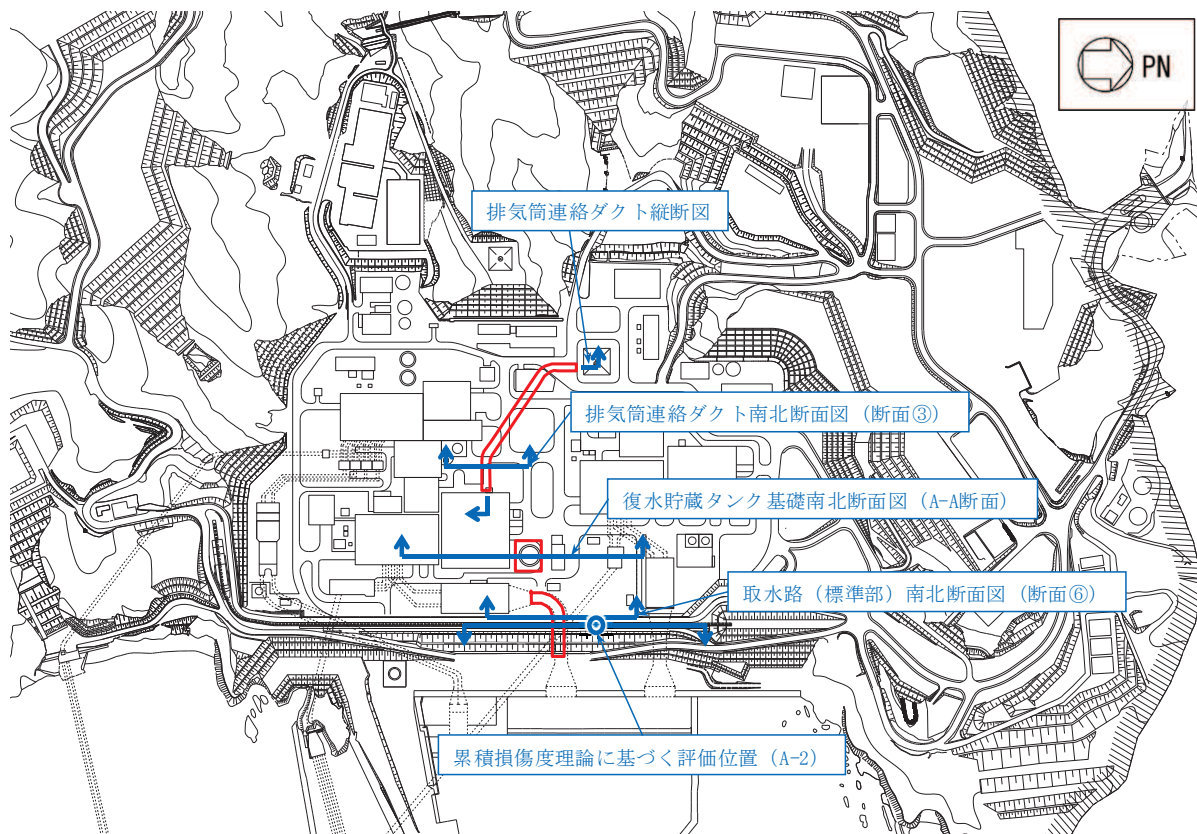 PN
排気筒連絡ダクト縦断図
排気筒連絡ダクト南北断面図（断面③）
復水貯蔵タンク基礎南北断面図（A-A断面）
取水路（標準部）南北断面図（断面⑥）
累積損傷度理論に基づく評価位置（A-2）